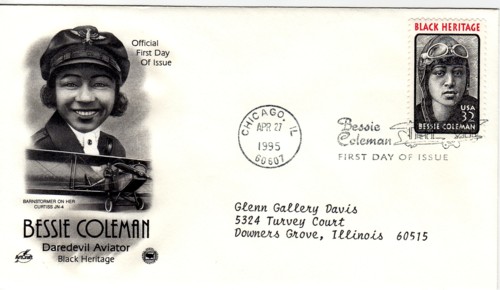 Official
First Day
Of Issue
BARNSTORMER ON HER
CURTISS JN-4
BESSIE COLEMAN
Daredevil Aviator
Black Heritage
ArtCraft
CHICAGO, IL
APR 27
1995
60607
Bessie
Coleman
FIRST DAY OF ISSUE
BLACK HERITAGE
USA
32
BESSIE COLEMAN
Glenn Gallery Davis
5324 Turvey Court
Downers Grove, Illinois 60515